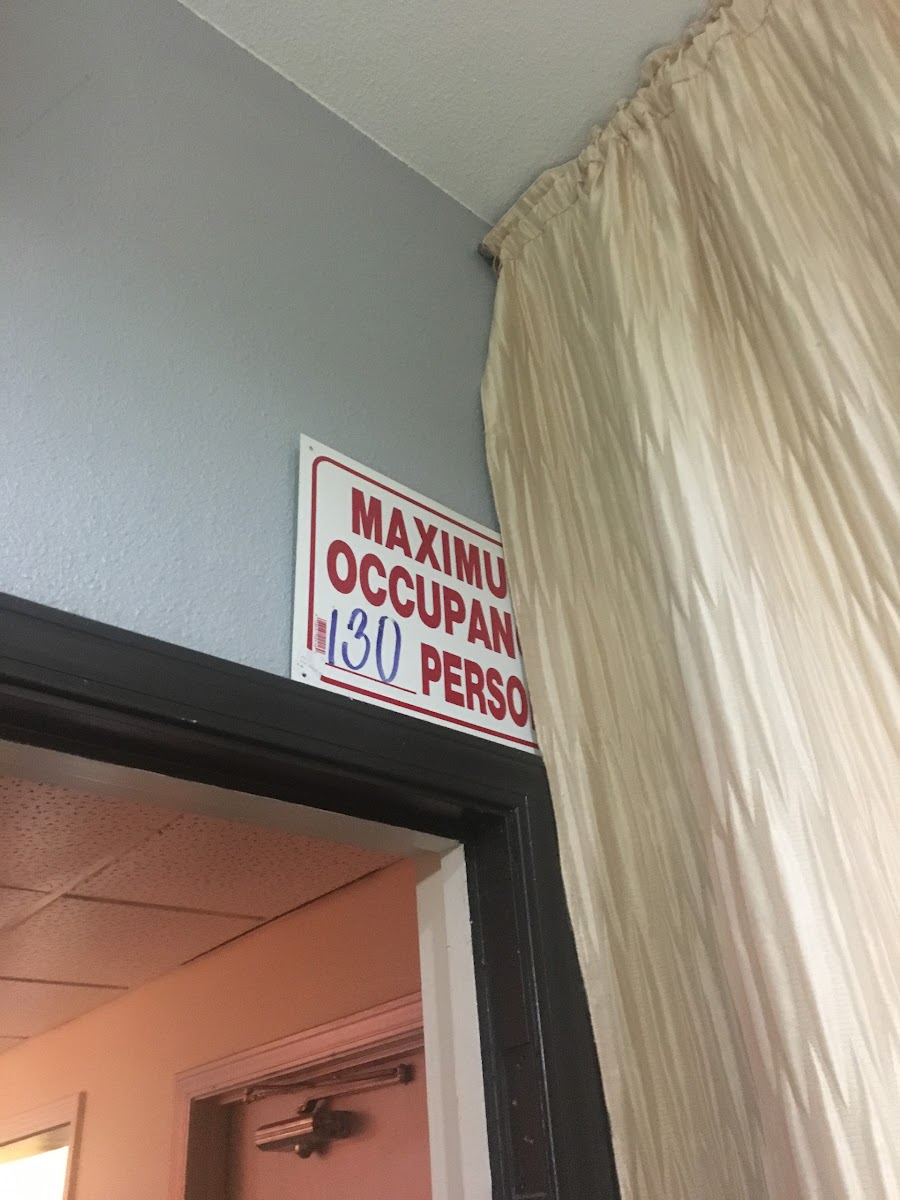 MAXIMU
OCCUPAN
130 PERSO